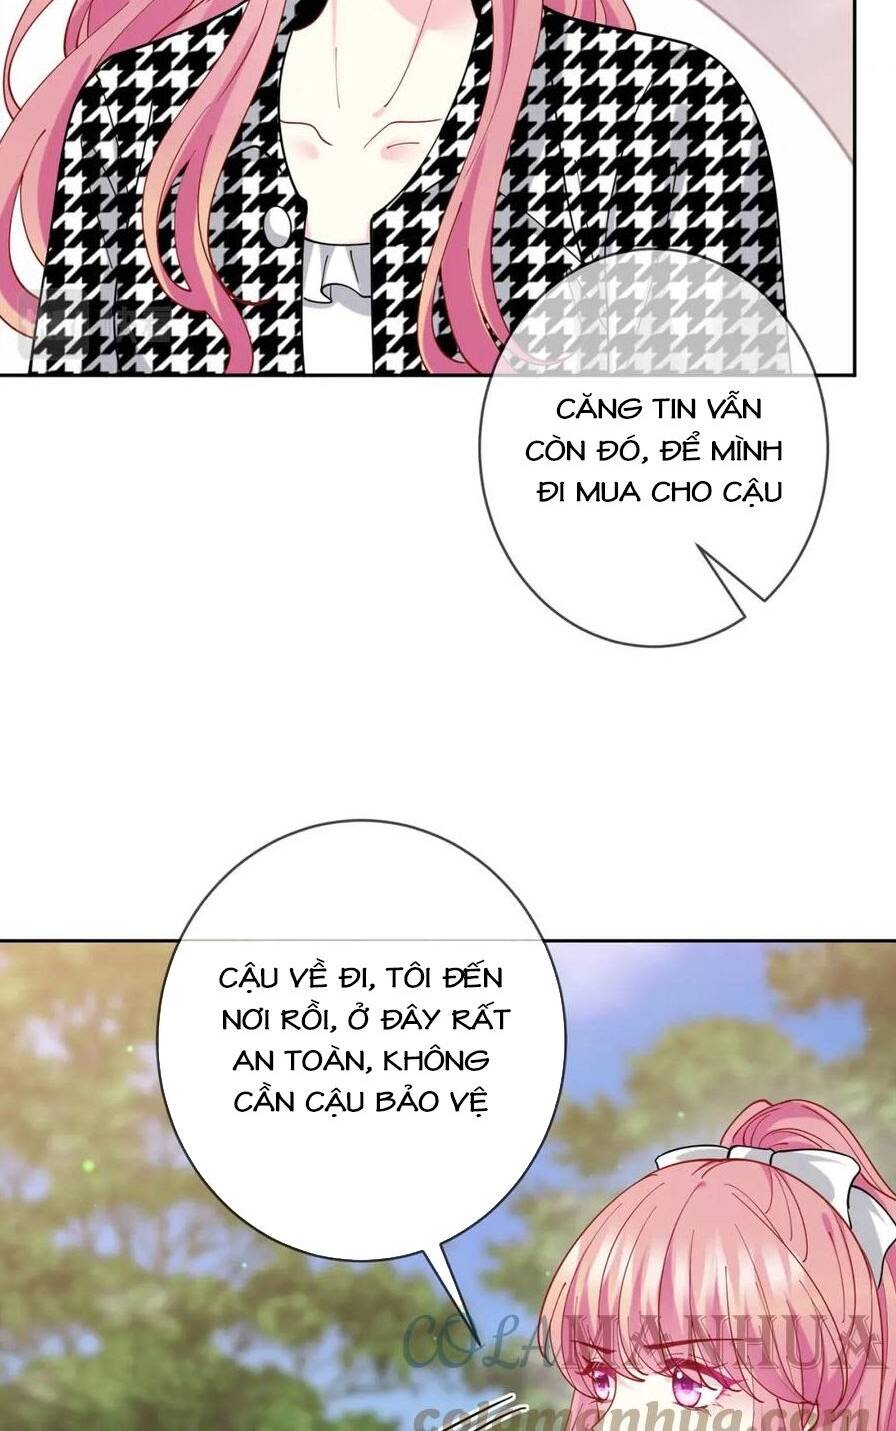 CĂNG TIN VẪN
CÒN ĐÓ, ĐỂ MÌNH
ĐI MUA CHO CẬU
CẬU VỀ ĐI, TÔI ĐẾN
NƠI RỒI, Ở ĐÂY RẤT
AN TOÀN, KHÔNG
CẦN CẬU BẢO VỆ
COLAMANHUA
colamanhua.com